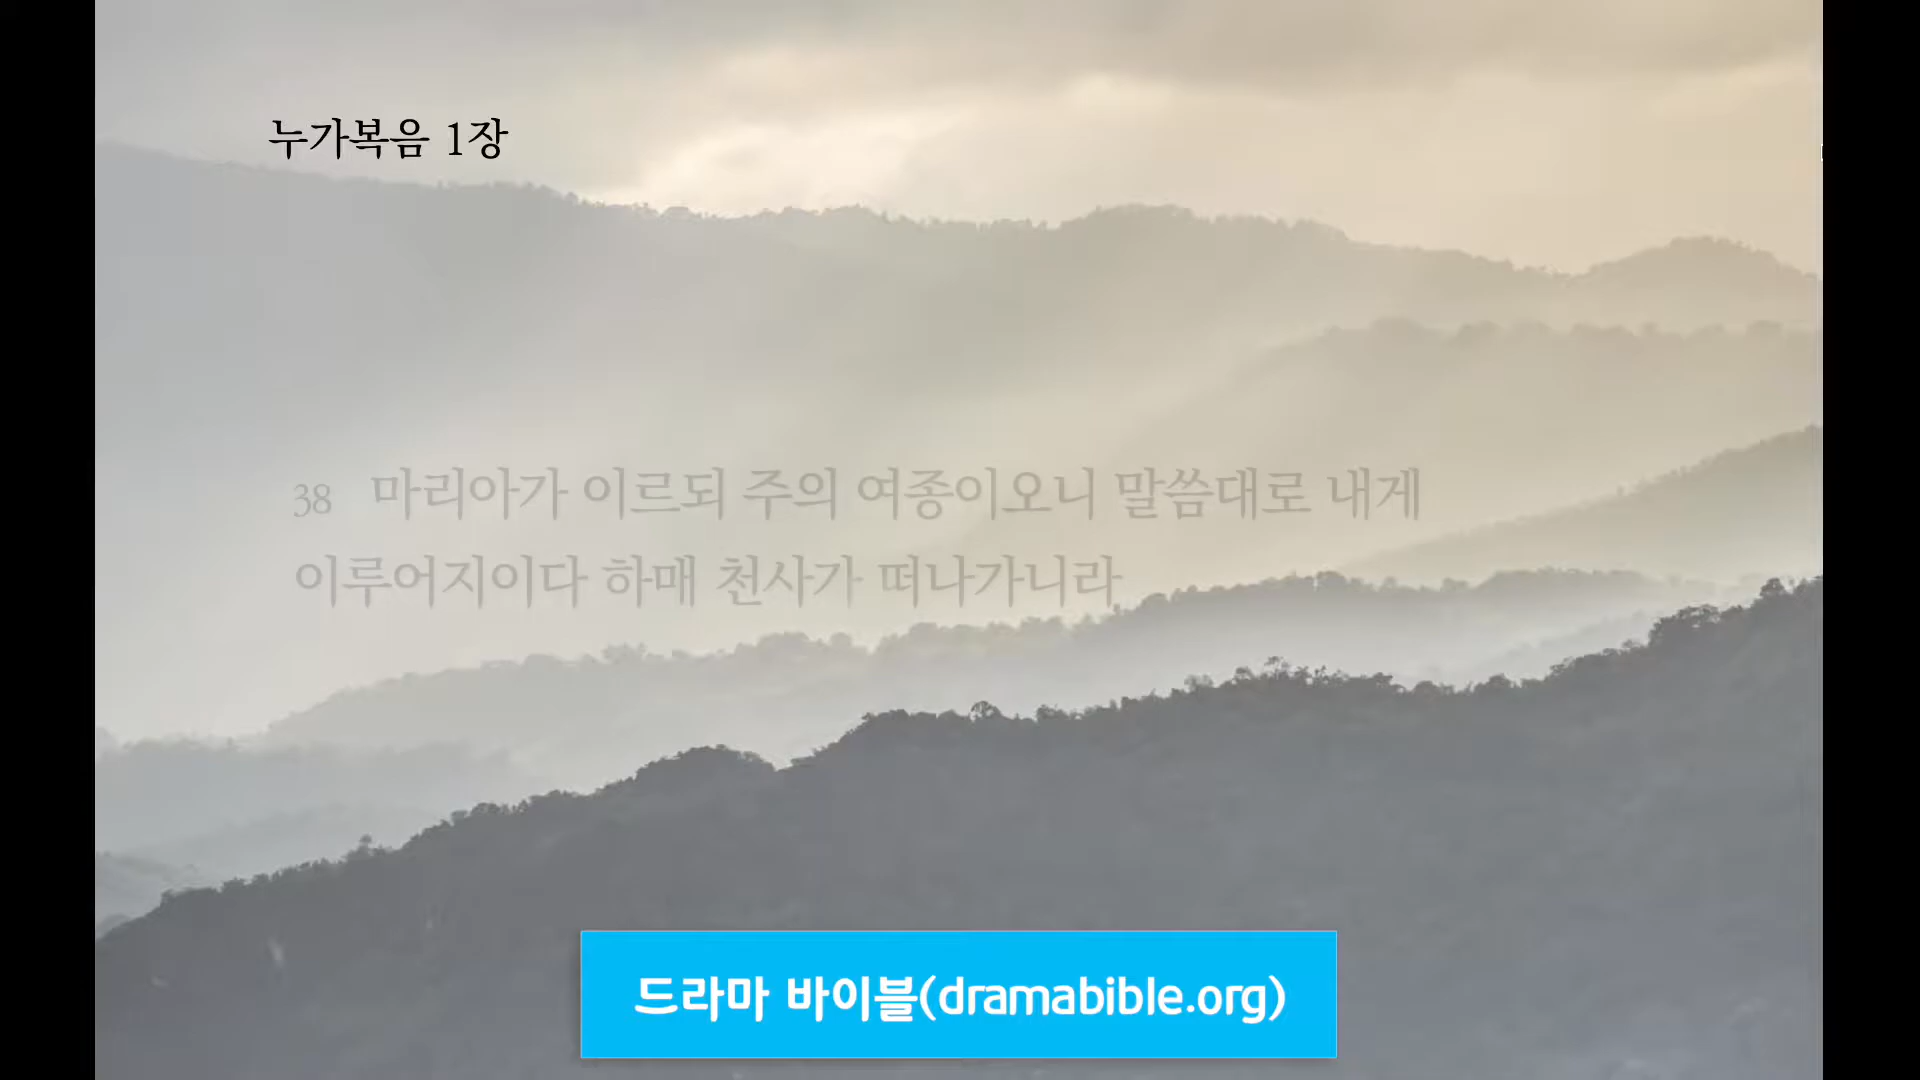 누가복음 1장
38 마리아가 이르되 주의 여종이오니 말씀대로 내게
이루어지이다 하매 천사가 떠나가니라
드라마 바이블(dramabible.org)